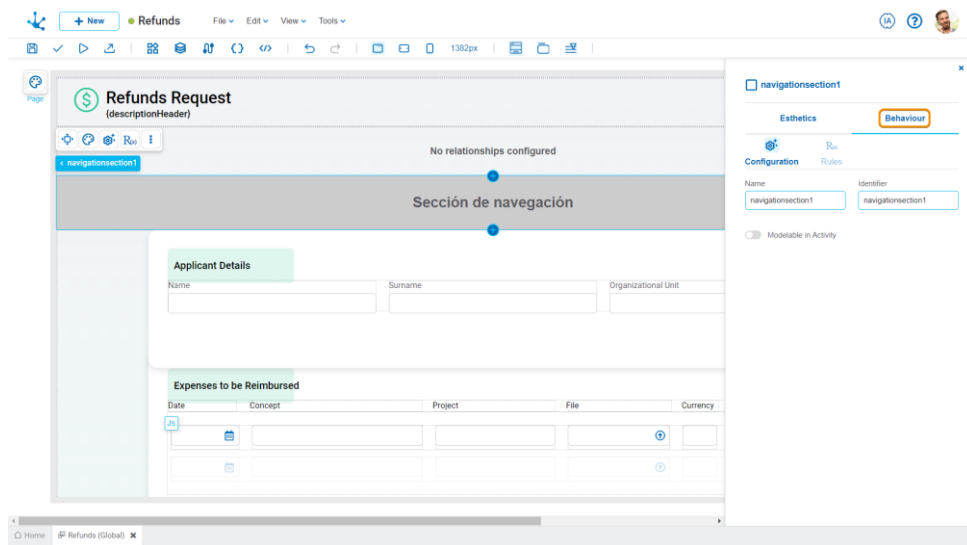 + New
Refunds
File
Edit
View
Tools
IA
?
1382px
Page
Refunds Request
{descriptionHeader}
R(x)
No relationships configured
navigationsection1
Sección de navegación
Applicant Details
Name
Surname
Organizational Unit
Expenses to be Reimbursed
Date
Concept
Project
File
Currency
Js
navigationsection1
Esthetics
Behaviour
R(x)
Configuration
Rules
Name
Identifier
navigationsection1
navigationsection1
Modelable in Activity
Home
Refunds (Global)